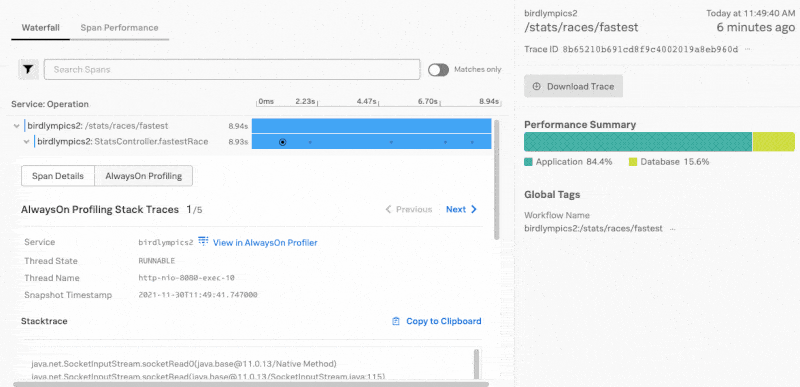 Waterfall
Span Performance
Search Spans
Matches only
Service: Operation
0ms 2.23s 4.47s 6.70s 8.94s
birdlympics2: /stats/races/fastest 8.94s
birdlympics2: StatsController.fastestRace 8.93s
Span Details
AlwaysOn Profiling
AlwaysOn Profiling Stack Traces 1/5
Previous
Next
Service birdlympics2 View in AlwaysOn Profiler
Thread State RUNNABLE
Thread Name http-nio-8080-exec-10
Snapshot Timestamp 2021-11-30T11:49:41.747000
Stacktrace
Copy to Clipboard
java.net.SocketInputStream.socketRead0(java.base@11.0.13/Native Method)
java.net.SocketInputStream.socketRead(java.base@11.0.13/SocketInputStream.java:115)
birdlympics2 Today at 11:49:40 AM
/stats/races/fastest 6 minutes ago
Trace ID 8b65210b691cd8f9c4002019a8eb960d ···
Download Trace
Performance Summary
Application 84.4% Database 15.6%
Global Tags
Workflow Name
birdlympics2:/stats/races/fastest ···